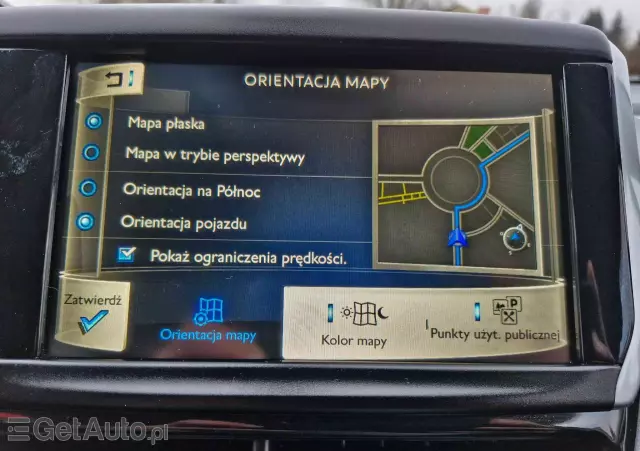 ORIENTACJA MAPY
Mapa płaska
Mapa w trybie perspektywy
Orientacja na Północ
Orientacja pojazdu
Pokaż ograniczenia prędkości.
Zatwierdź
Orientacja mapy
Kolor mapy
P
Punkty użyt. publicznej
GetAuto.pl